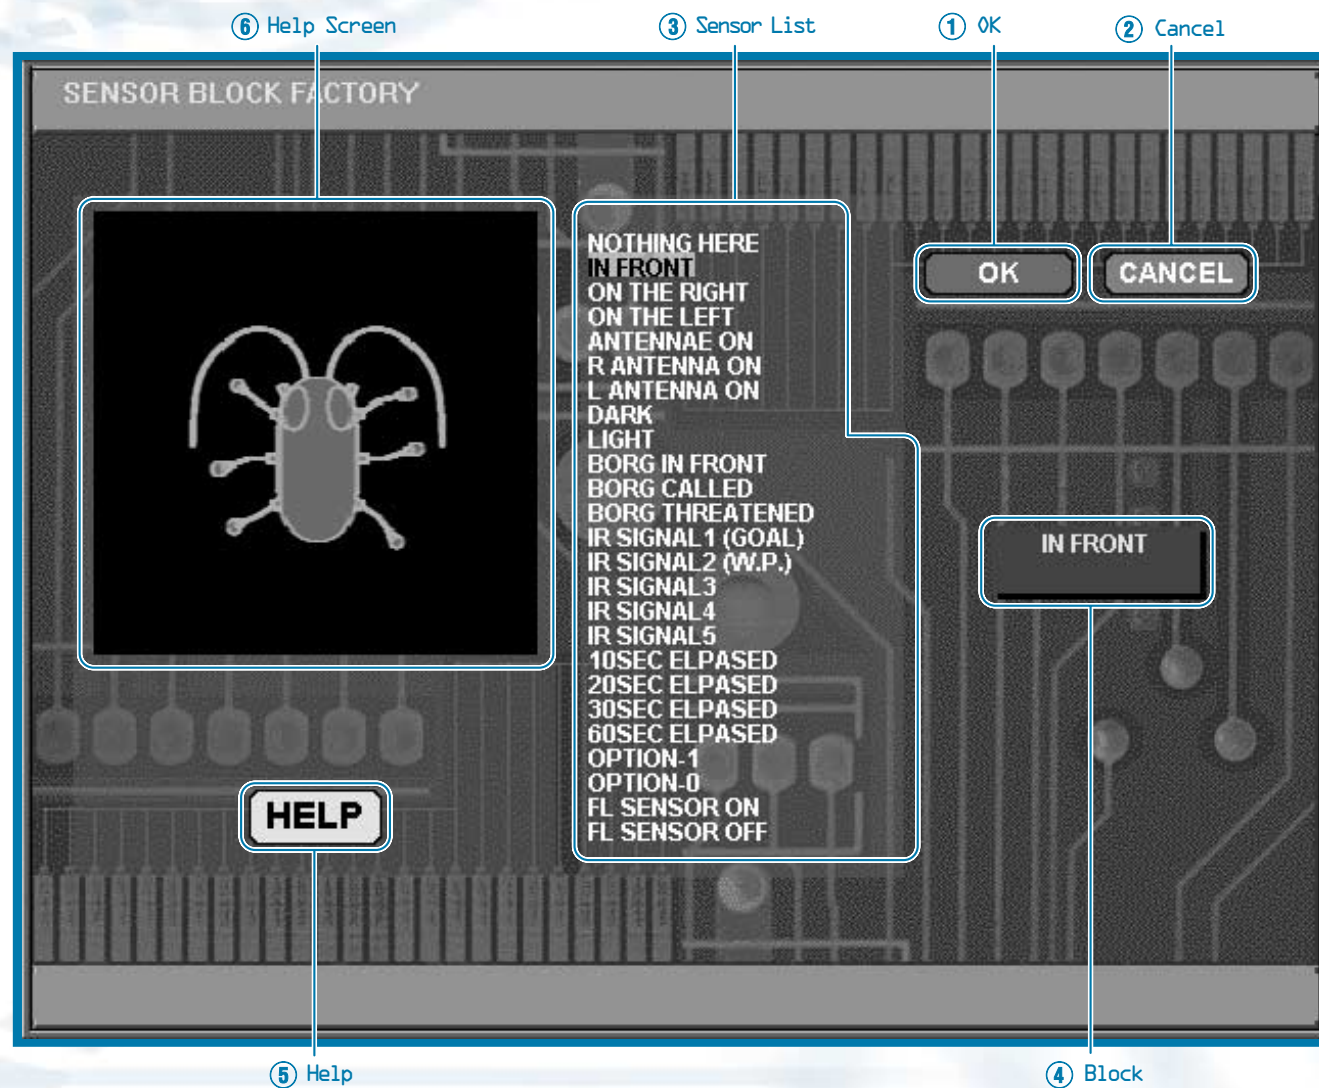 ⑥ Help Screen
③ Sensor List
① OK
② Cancel
SENSOR BLOCK FACTORY
NOTHING HERE
IN FRONT
ON THE RIGHT
ON THE LEFT
ANTENNAE ON
R ANTENNA ON
L ANTENNA ON
DARK
LIGHT
BORG IN FRONT
BORG CALLED
BORG THREATENED
IR SIGNAL1 (GOAL)
IR SIGNAL2 (W.P.)
IR SIGNAL3
IR SIGNAL4
IR SIGNAL5
10SEC ELPASED
20SEC ELPASED
30SEC ELPASED
60SEC ELPASED
OPTION-1
OPTION-0
FL SENSOR ON
FL SENSOR OFF
OK
CANCEL
IN FRONT
HELP
⑤ Help
④ Block